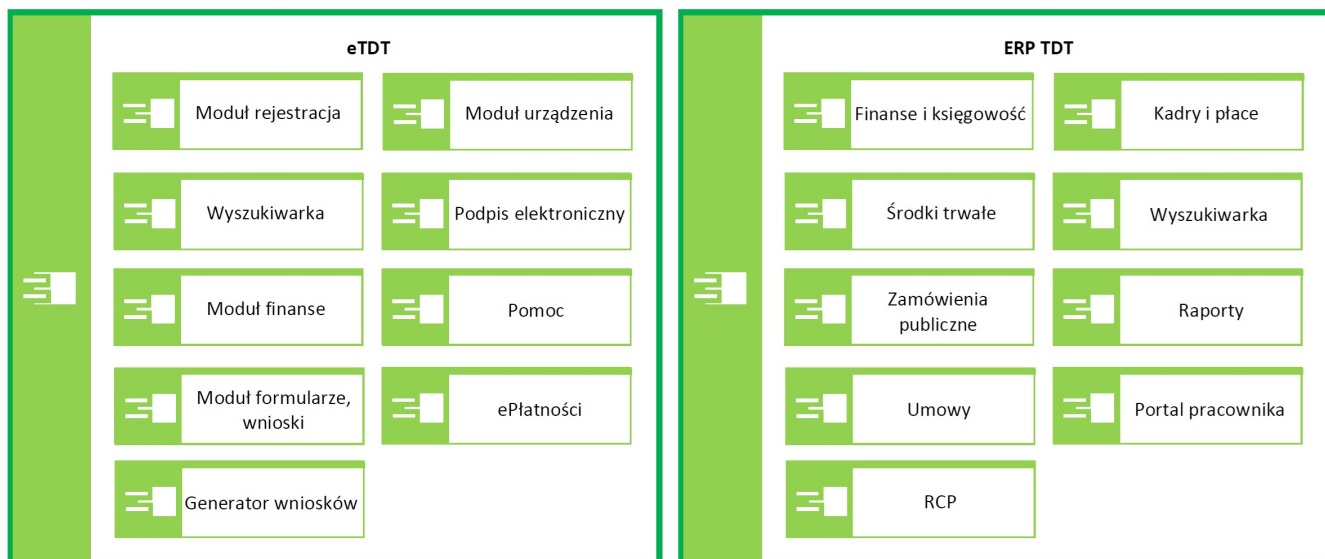 eTDT
Moduł rejestracja
Moduł urządzenia
Wyszukiwarka
Podpis elektroniczny
Moduł finanse
Pomoc
Moduł formularze,
wnioski
ePłatności
Generator wniosków
ERP TDT
Finanse i księgowość
Kadry i płace
Środki trwałe
Wyszukiwarka
Zamówienia
publiczne
Raporty
Umowy
Portal pracownika
RCP